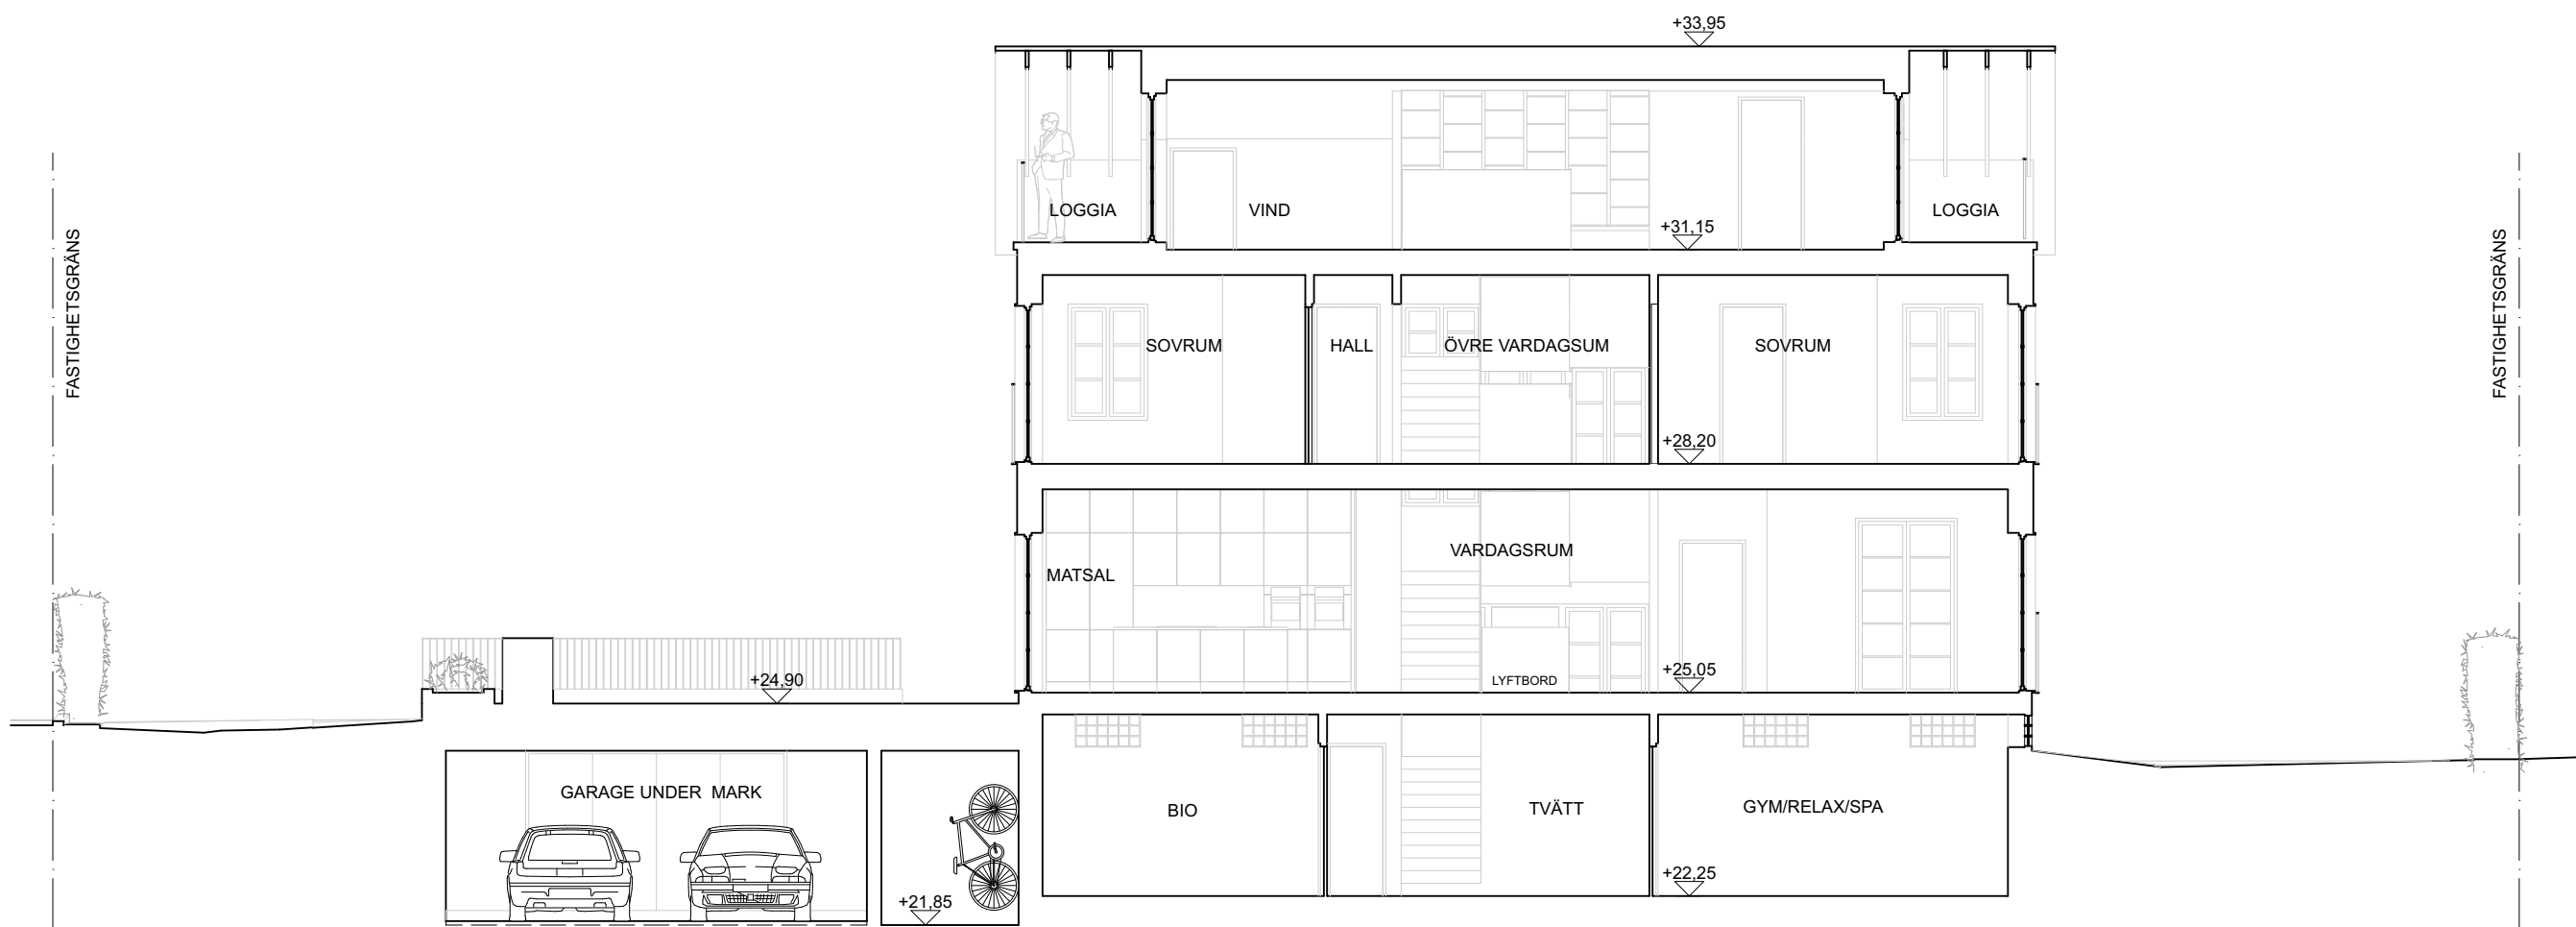 +33,95
LOGGIA
VIND
LOGGIA
+31,15
FASTIGHETSGRÄNS
FASTIGHETSGRÄNS
SOVRUM
HALL
ÖVRE VARDAGSUM
SOVRUM
+28,20
VARDAGSRUM
MATSAL
+24,90
LYFTBORD
+25,05
GARAGE UNDER MARK
BIO
TVÄTT
GYM/RELAX/SPA
+22,25
+21,85